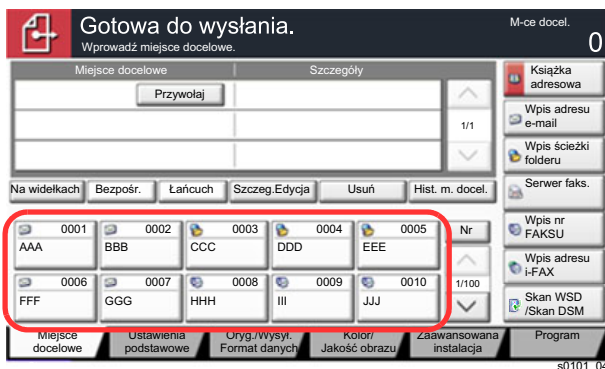 Gotowa do wysłania.
Wprowadź miejsce docelowe.
M-ce docel.
0
Miejsce docelowe
Szczegóły
Przywołaj
1/1
Na widełkach
Bezpośr.
Łańcuch
Szczeg.Edycja
Usuń
Hist. m. docel.
0001
AAA
0002
BBB
0003
CCC
0004
DDD
0005
EEE
0006
FFF
0007
GGG
0008
HHH
0009
III
0010
JJJ
Nr
1/100
Książka
adresowa
Wpis adresu
e-mail
Wpis ścieżki
folderu
Serwer faks.
Wpis nr
FAKSU
Wpis adresu
i-FAX
Skan WSD
/Skan DSM
Miejsce
docelowe
Ustawienia
podstawowe
Oryg./Wysył.
Format danych
Kolor/
Jakość obrazu
Zaawansowana
instalacja
Program
s0101_04